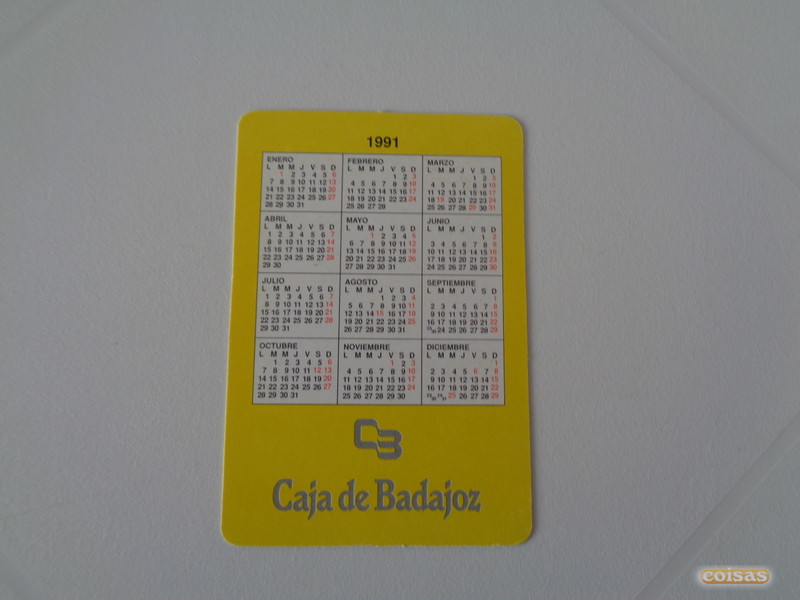 1991
ENERO
L M M J V S D
1 2 3 4 5 6
7 8 9 10 11 12 13
14 15 16 17 18 19 20
21 22 23 24 25 26 27
28 29 30 31
FEBRERO
L M M J V S D
1 2 3
4 5 6 7 8 9 10
11 12 13 14 15 16 17
18 19 20 21 22 23 24
25 26 27 28
MARZO
L M M J V S D
1 2 3
4 5 6 7 8 9 10
11 12 13 14 15 16 17
18 19 20 21 22 23 24
25 26 27 28 29 30 31
ABRIL
L M M J V S D
1 2 3 4 5 6 7
8 9 10 11 12 13 14
15 16 17 18 19 20 21
22 23 24 25 26 27 28
29 30
MAYO
L M M J V S D
1 2 3 4 5
6 7 8 9 10 11 12
13 14 15 16 17 18 19
20 21 22 23 24 25 26
27 28 29 30 31
JUNIO
L M M J V S D
1 2
3 4 5 6 7 8 9
10 11 12 13 14 15 16
17 18 19 20 21 22 23
24 25 26 27 28 29 30
JULIO
L M M J V S D
1 2 3 4 5 6 7
8 9 10 11 12 13 14
15 16 17 18 19 20 21
22 23 24 25 26 27 28
29 30 31
AGOSTO
L M M J V S D
1 2 3 4
5 6 7 8 9 10 11
12 13 14 15 16 17 18
19 20 21 22 23 24 25
26 27 28 29 30 31
SEPTIEMBRE
L M M J V S D
1
2 3 4 5 6 7 8
9 10 11 12 13 14 15
16 17 18 19 20 21 22
23 30 24 25 26 27 28 29
OCTUBRE
L M M J V S D
1 2 3 4 5 6
7 8 9 10 11 12 13
14 15 16 17 18 19 20
21 22 23 24 25 26 27
28 29 30 31
NOVIEMBRE
L M M J V S D
1 2 3
4 5 6 7 8 9 10
11 12 13 14 15 16 17
18 19 20 21 22 23 24
25 26 27 28 29 30
DICIEMBRE
L M M J V S D
1
2 3 4 5 6 7 8
9 10 11 12 13 14 15
16 17 18 19 20 21 22
23 30 24 31 25 26 27 28 29
CB
Caja de Badajoz
coisas